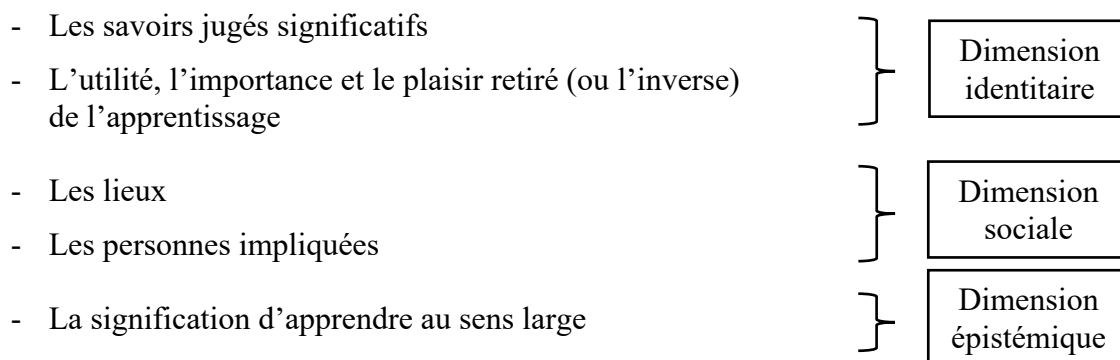 - Les savoirs jugés significatifs
- L’utilité, l’importance et le plaisir retiré (ou l’inverse)
de l’apprentissage
Dimension
identitaire
- Les lieux
- Les personnes impliquées
Dimension
sociale
- La signification d’apprendre au sens large
Dimension
épistémique